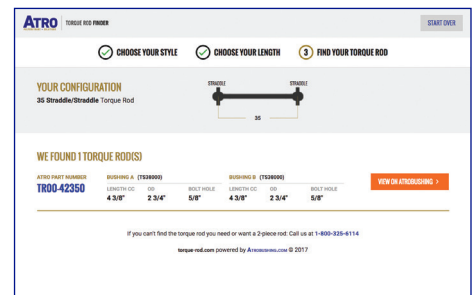 ATRO TORQUE ROD FINDER
START OVER
CHOOSE YOUR STYLE
CHOOSE YOUR LENGTH
3 FIND YOUR TORQUE ROD
YOUR CONFIGURATION
35 Straddle/Straddle Torque Rod
STRADDLE STRADDLE
35
WE FOUND 1 TORQUE ROD(S)
ATRO PART NUMBER BUSHING A (TS38000) BUSHING B (TS38000)
TR00-42350 LENGTH CC OD BOLT HOLE LENGTH CC OD BOLT HOLE
4 3/8" 2 3/4" 5/8" 4 3/8" 2 3/4" 5/8"
VIEW ON ATROBUSHING >
If you can't find the torque rod you need or want a 2-piece rod: Call us at 1-800-325-6114
torque-rod.com powered by ATROBUSHING.COM © 2017